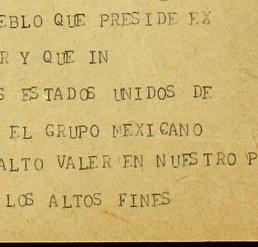 EBLO QUE PRESIDE EX
R Y QUE IN
S ESTADOS UNIDOS DE
EL GRUPO MEXICANO
ALTO VALER EN NUESTRO P
LOS ALTOS FINES